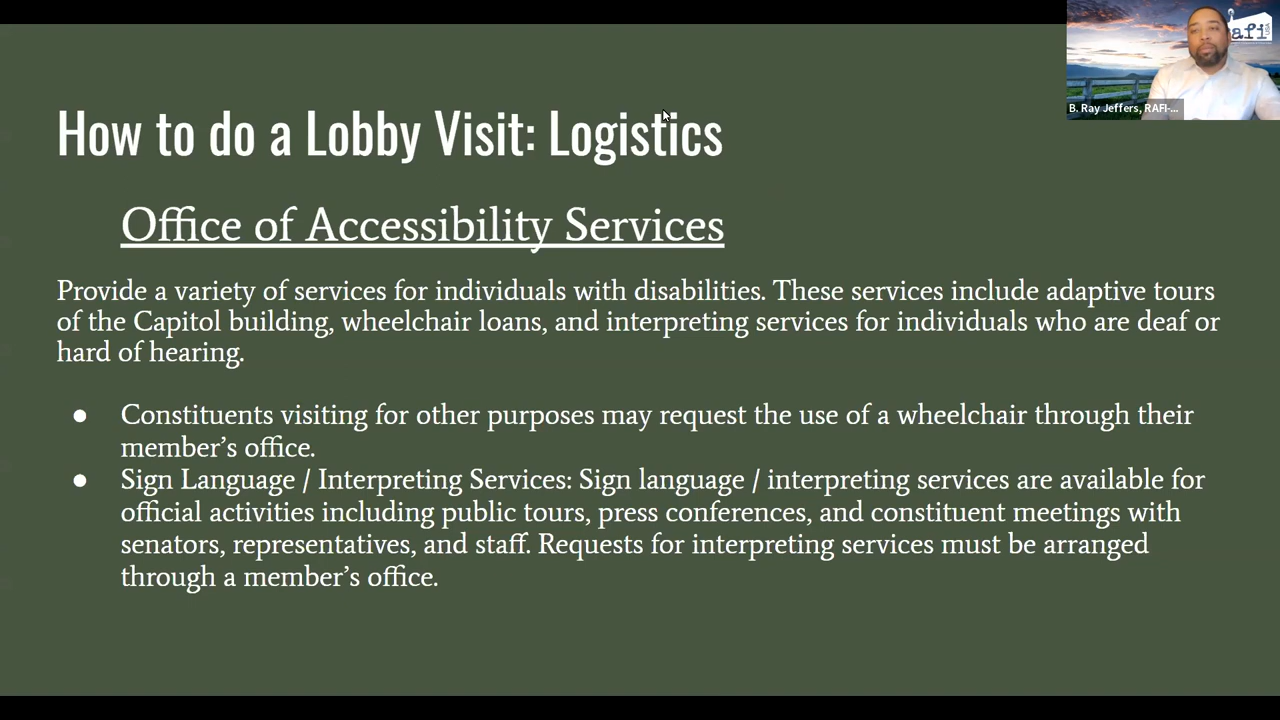 How to do a Lobby Visit: Logistics
Office of Accessibility Services
Provide a variety of services for individuals with disabilities. These services include adaptive tours
of the Capitol building, wheelchair loans, and interpreting services for individuals who are deaf or
hard of hearing.
● Constituents visiting for other purposes may request the use of a wheelchair through their
member’s office.
● Sign Language / Interpreting Services: Sign language / interpreting services are available for
official activities including public tours, press conferences, and constituent meetings with
senators, representatives, and staff. Requests for interpreting services must be arranged
through a member’s office.
afi
USA
B. Ray Jeffers, RAFI-...